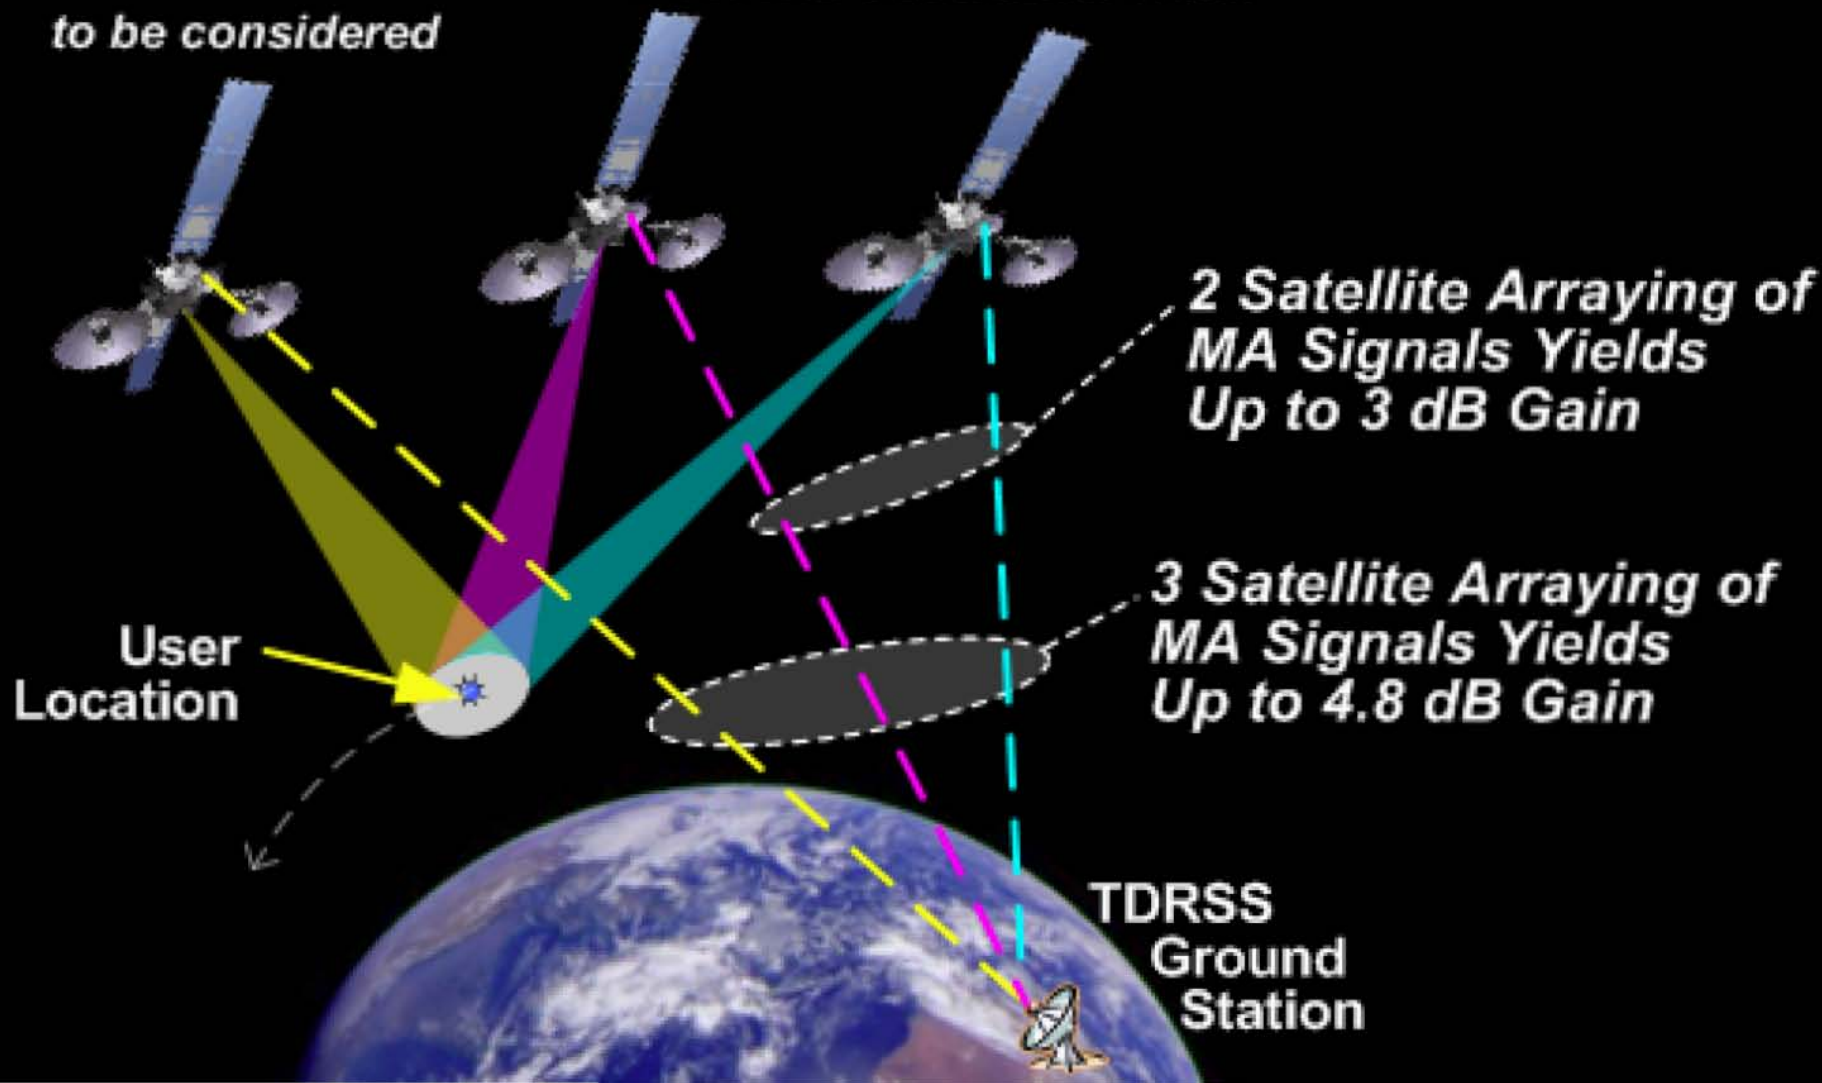 to be considered
2 Satellite Arraying of
MA Signals Yields
Up to 3 dB Gain
3 Satellite Arraying of
MA Signals Yields
Up to 4.8 dB Gain
User
Location
TDRSS
Ground
Station